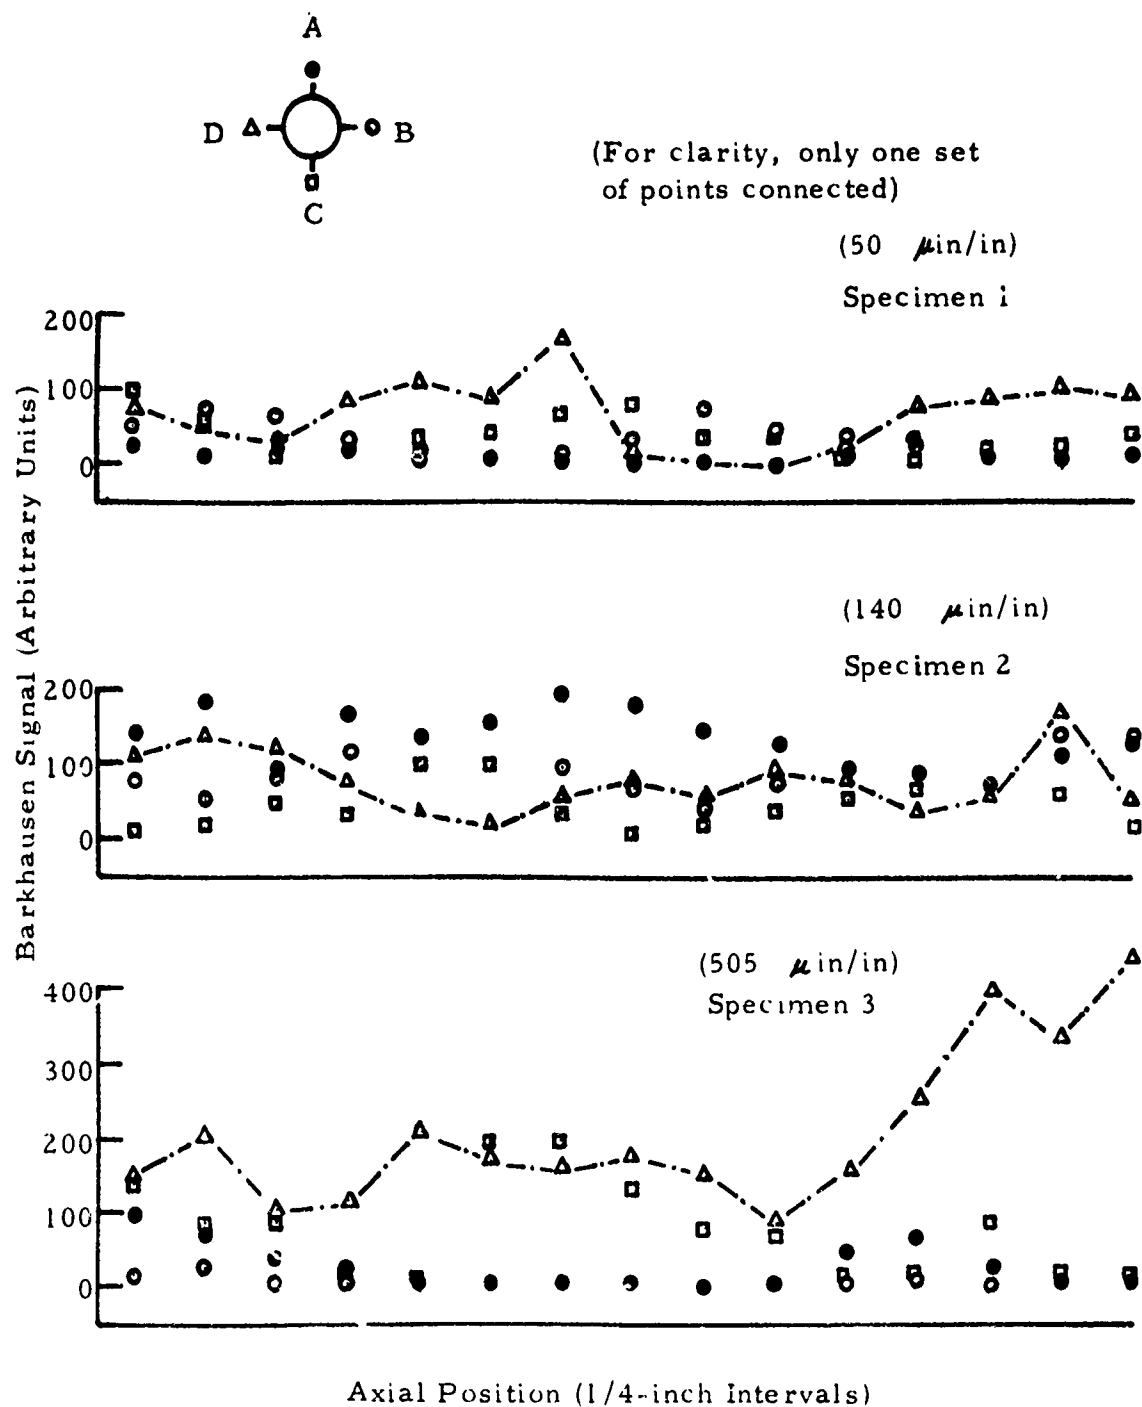 A
D
B
C
(For clarity, only one set
of points connected)
(50 μin/in)
Specimen 1
200
100
0
Barkhausen Signal (Arbitrary Units)
(140 μin/in)
Specimen 2
200
100
0
(505 μin/in)
Specimen 3
400
300
200
100
0
Axial Position (1/4-inch Intervals)